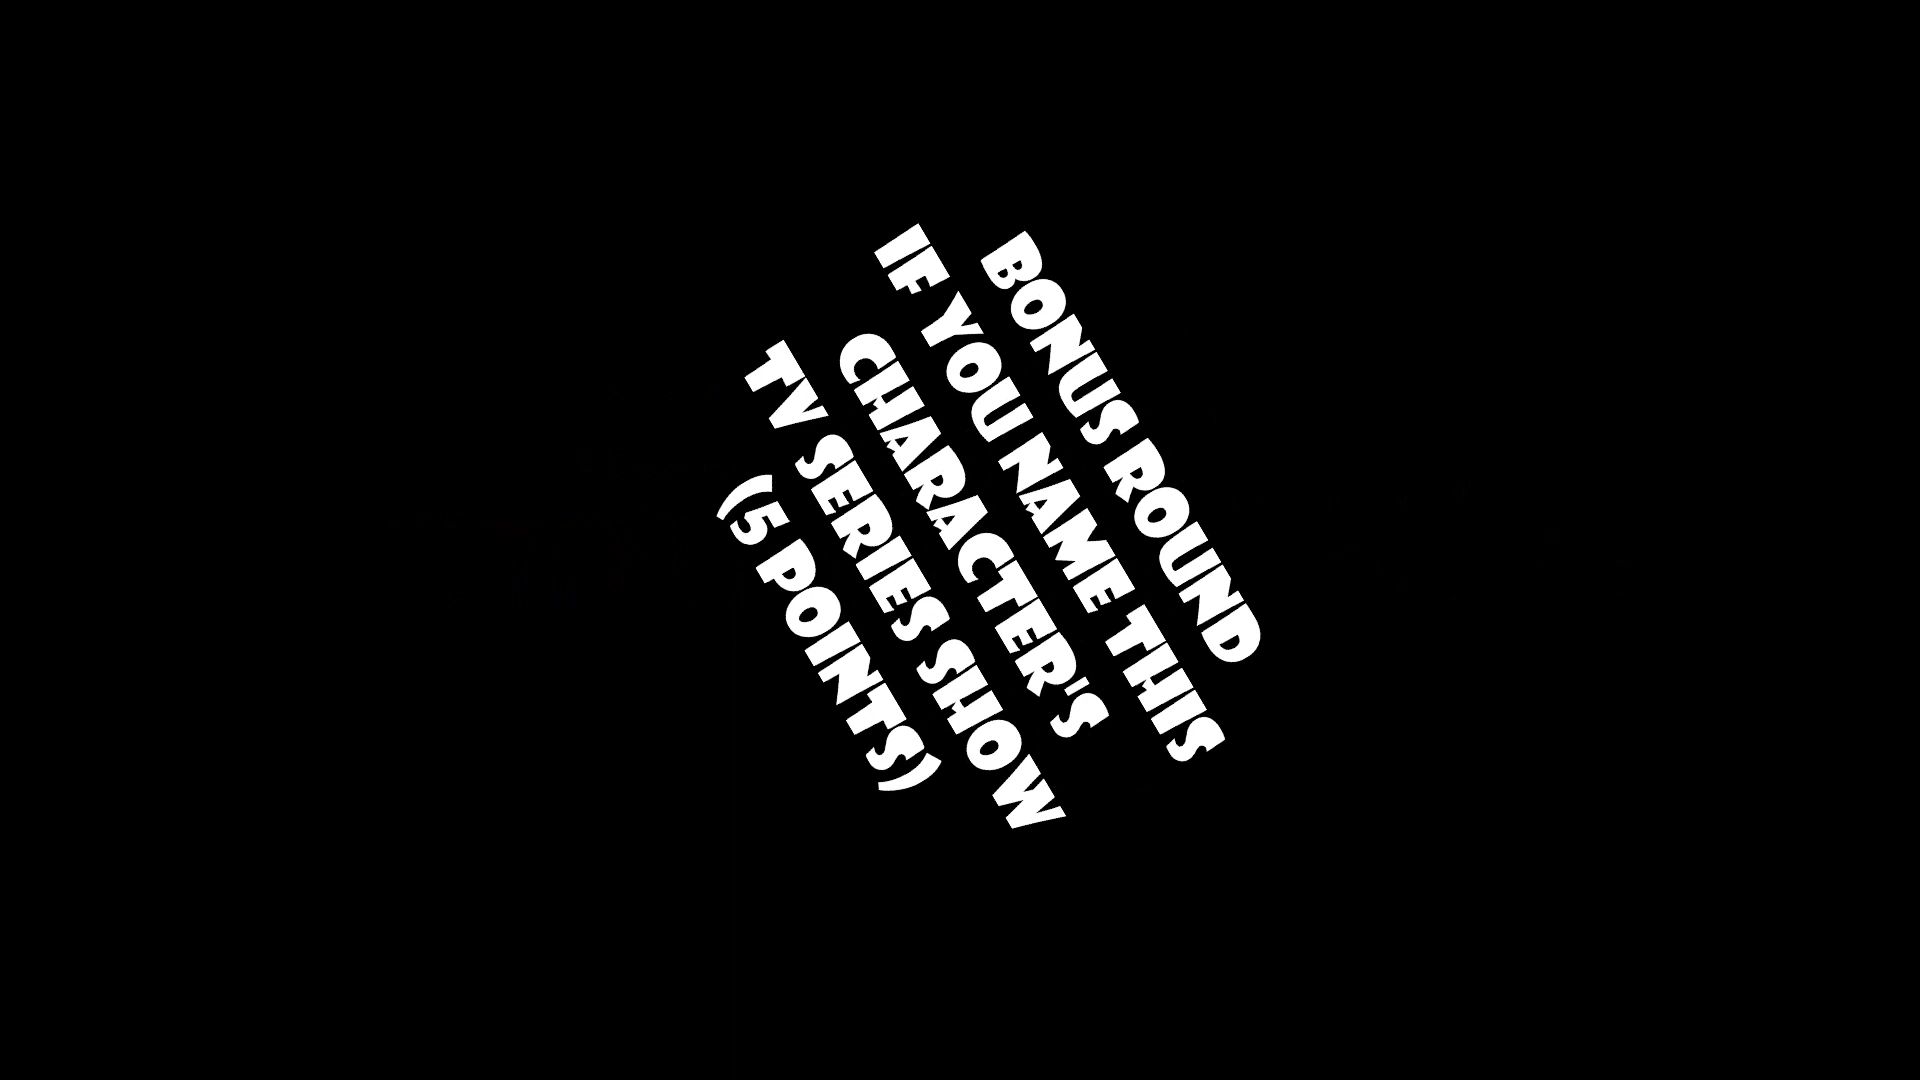 BONUS ROUND
IF YOU NAME THIS
CHARACTER'S
TV SERIES SHOW
(5 POINTS)